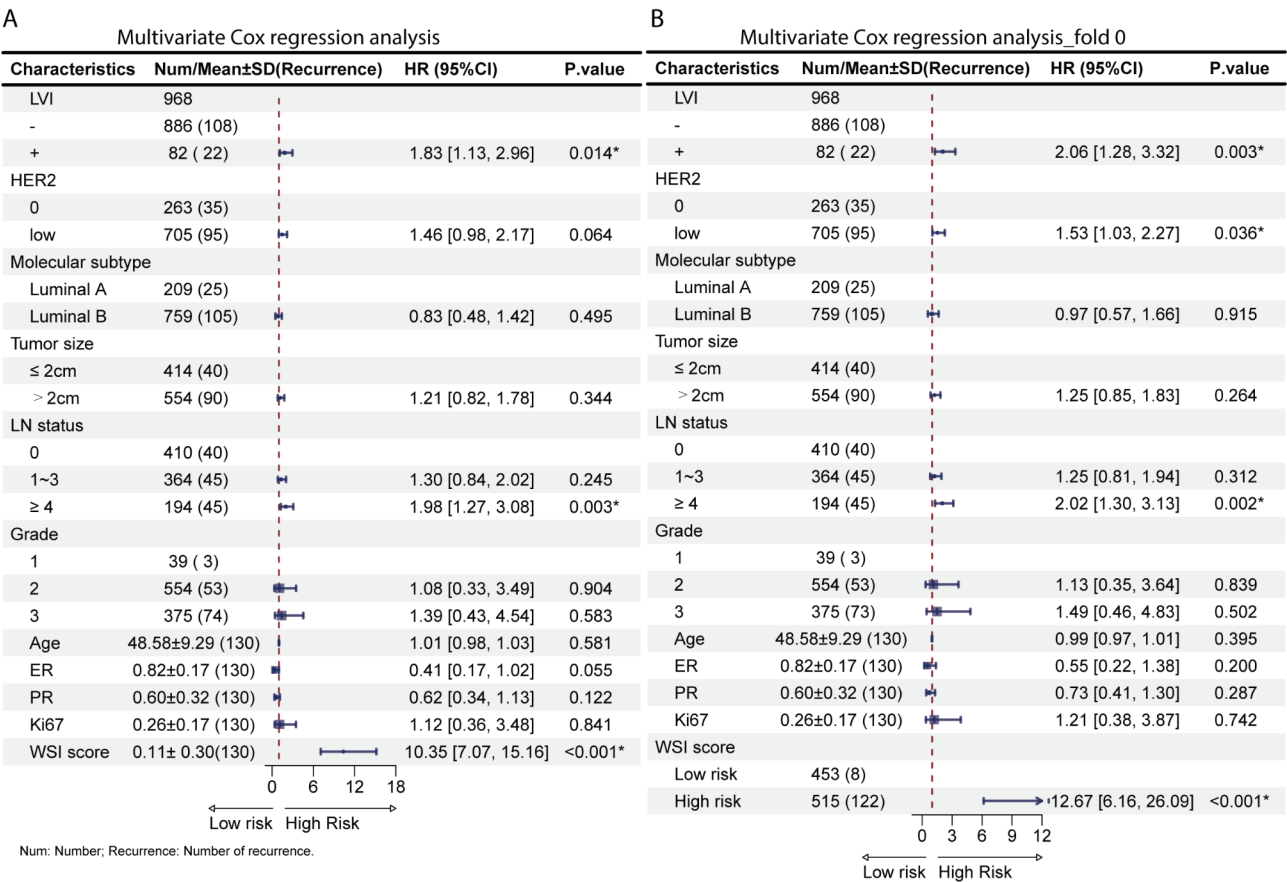 A
Multivariate Cox regression analysis
Characteristics Num/Mean±SD(Recurrence) HR (95%CI) P.value
LVI 968
- 886 (108)
+ 82 ( 22) 1.83 [1.13, 2.96] 0.014*
HER2
0 263 (35)
low 705 (95) 1.46 [0.98, 2.17] 0.064
Molecular subtype
Luminal A 209 (25)
Luminal B 759 (105) 0.83 [0.48, 1.42] 0.495
Tumor size
≤ 2cm 414 (40)
> 2cm 554 (90) 1.21 [0.82, 1.78] 0.344
LN status
0 410 (40)
1~3 364 (45) 1.30 [0.84, 2.02] 0.245
≥ 4 194 (45) 1.98 [1.27, 3.08] 0.003*
Grade
1 39 ( 3)
2 554 (53) 1.08 [0.33, 3.49] 0.904
3 375 (74) 1.39 [0.43, 4.54] 0.583
Age 48.58±9.29 (130) 1.01 [0.98, 1.03] 0.581
ER 0.82±0.17 (130) 0.41 [0.17, 1.02] 0.055
PR 0.60±0.32 (130) 0.62 [0.34, 1.13] 0.122
Ki67 0.26±0.17 (130) 1.12 [0.36, 3.48] 0.841
WSI score 0.11± 0.30(130) 10.35 [7.07, 15.16] <0.001*
0 6 12 18
Low risk High Risk
Num: Number; Recurrence: Number of recurrence.
B
Multivariate Cox regression analysis_fold 0
Characteristics Num/Mean±SD(Recurrence) HR (95%CI) P.value
LVI 968
- 886 (108)
+ 82 ( 22) 2.06 [1.28, 3.32] 0.003*
HER2
0 263 (35)
low 705 (95) 1.53 [1.03, 2.27] 0.036*
Molecular subtype
Luminal A 209 (25)
Luminal B 759 (105) 0.97 [0.57, 1.66] 0.915
Tumor size
≤ 2cm 414 (40)
> 2cm 554 (90) 1.25 [0.85, 1.83] 0.264
LN status
0 410 (40)
1~3 364 (45) 1.25 [0.81, 1.94] 0.312
≥ 4 194 (45) 2.02 [1.30, 3.13] 0.002*
Grade
1 39 ( 3)
2 554 (53) 1.13 [0.35, 3.64] 0.839
3 375 (73) 1.49 [0.46, 4.83] 0.502
Age 48.58±9.29 (130) 0.99 [0.97, 1.01] 0.395
ER 0.82±0.17 (130) 0.55 [0.22, 1.38] 0.200
PR 0.60±0.32 (130) 0.73 [0.41, 1.30] 0.287
Ki67 0.26±0.17 (130) 1.21 [0.38, 3.87] 0.742
WSI score
Low risk 453 (8)
High risk 515 (122) 12.67 [6.16, 26.09] <0.001*
0 3 6 9 12
Low risk High Risk